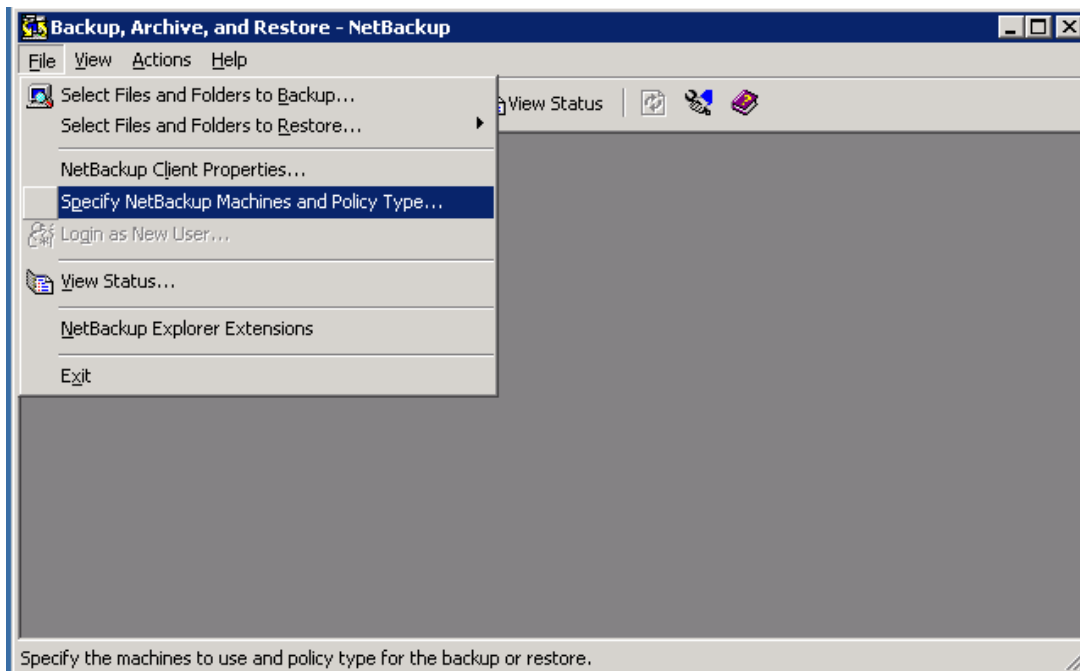 Backup, Archive, and Restore - NetBackup
File View Actions Help
Select Files and Folders to Backup...
View Status
Select Files and Folders to Restore...
NetBackup Client Properties...
Specify NetBackup Machines and Policy Type...
Login as New User...
View Status...
NetBackup Explorer Extensions
Exit
Specify the machines to use and policy type for the backup or restore.